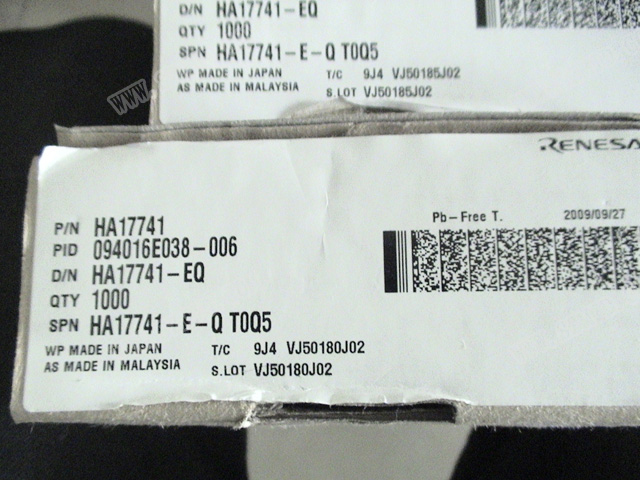 D/N HA17741-EQ
QTY 1000
SPN HA17741-E-Q T0Q5
WP MADE IN JAPAN T/C 9J4 VJ50185J02
AS MADE IN MALAYSIA S.LOT VJ50185J02
www.
RENESA
P/N HA17741
PID 094016E038-006
Pb-Free T. 2009/09/27
D/N HA17741-EQ
QTY 1000
SPN HA17741-E-Q T0Q5
WP MADE IN JAPAN T/C 9J4 VJ50180J02
AS MADE IN MALAYSIA S.LOT VJ50180J02